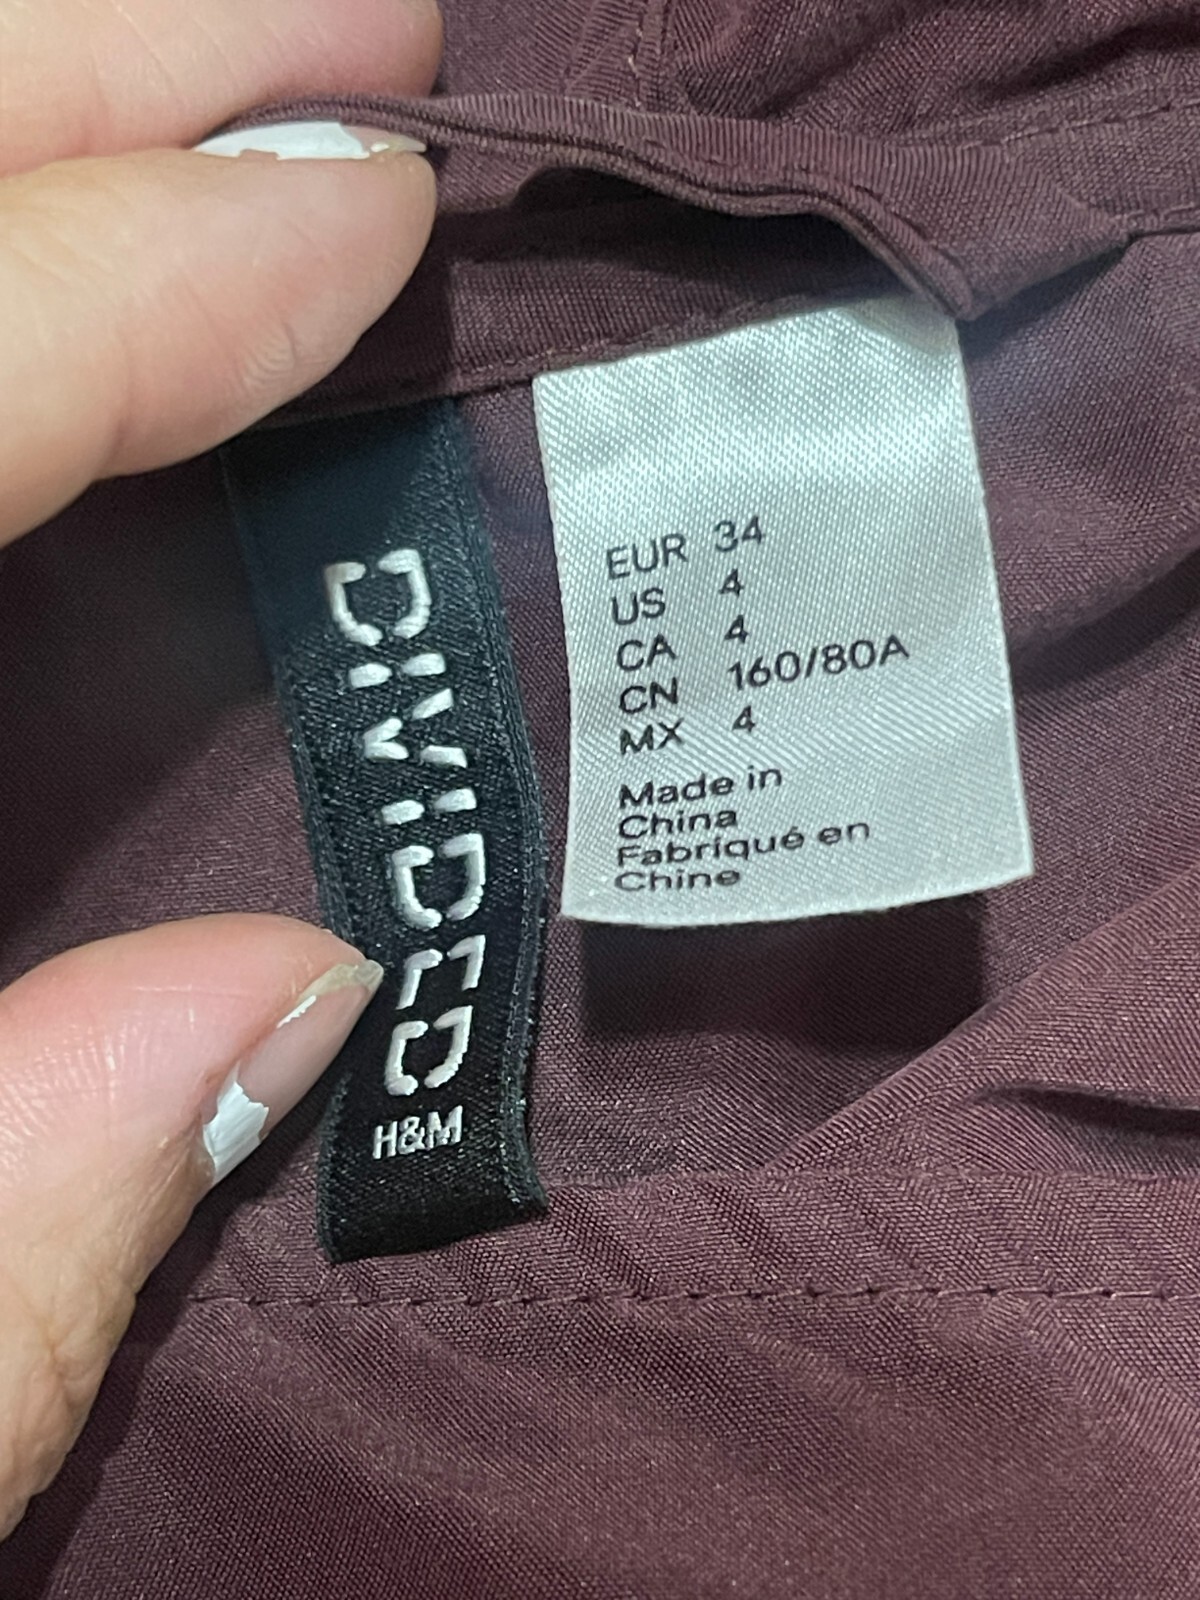 DIVIDED
H&M
EUR 34
US 4
CA 4
CN 160/80A
MX 4
Made in
China
Fabriqué en
Chine